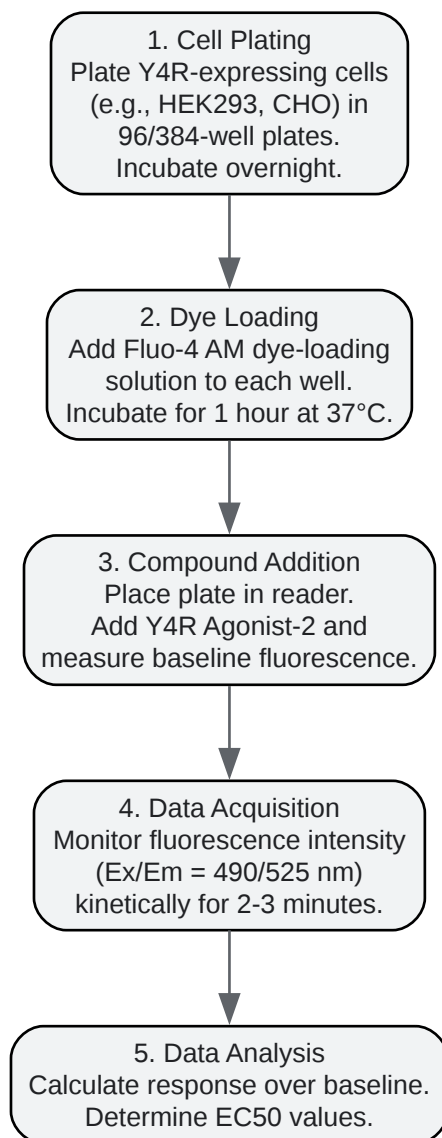 1. Cell Plating
Plate Y4R-expressing cells
(e.g., HEK293, CHO) in
96/384-well plates.
Incubate overnight.
2. Dye Loading
Add Fluo-4 AM dye-loading
solution to each well.
Incubate for 1 hour at 37°C.
3. Compound Addition
Place plate in reader.
Add Y4R Agonist-2 and
measure baseline fluorescence.
4. Data Acquisition
Monitor fluorescence intensity
(Ex/Em = 490/525 nm)
kinetically for 2-3 minutes.
5. Data Analysis
Calculate response over baseline.
Determine EC50 values.